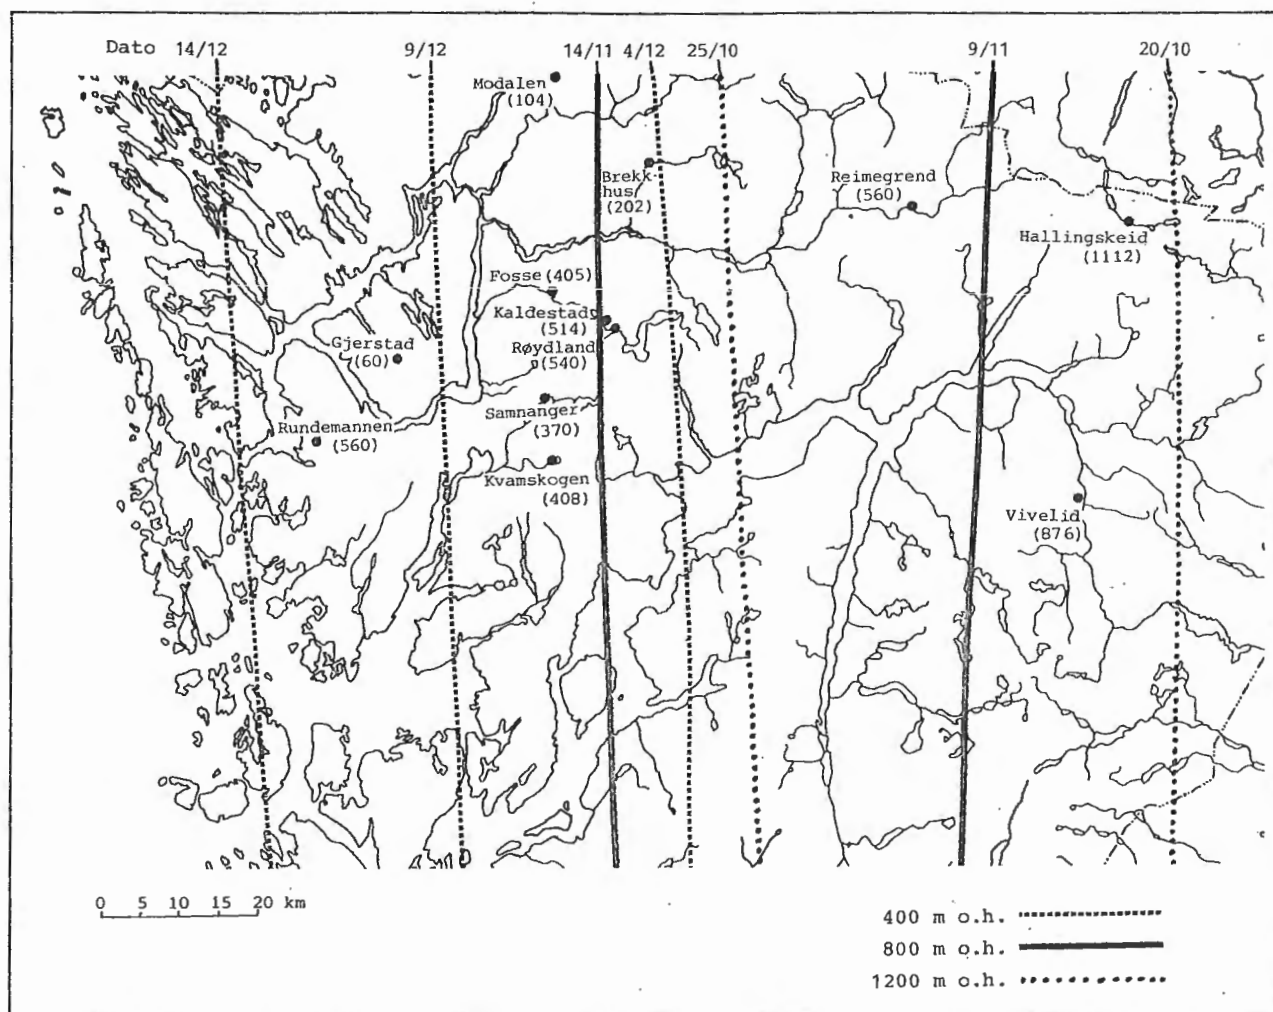 Dato 14/12 9/12 14/11 4/12 25/10 9/11 20/10
Modalen
(104)
Brekk-
hus
(202)
Reimegrend
(560)
Hallingskeid
(1112)
Fosse (405)
Kaldestad
(514)
Røydland
(540)
Gjerstad
(60)
Samnanger
(370)
Rundemannen
(560)
Kvamskogen
(408)
Vivelid
(876)
0 5 10 15 20 km
400 m o.h.
800 m o.h.
1200 m o.h.